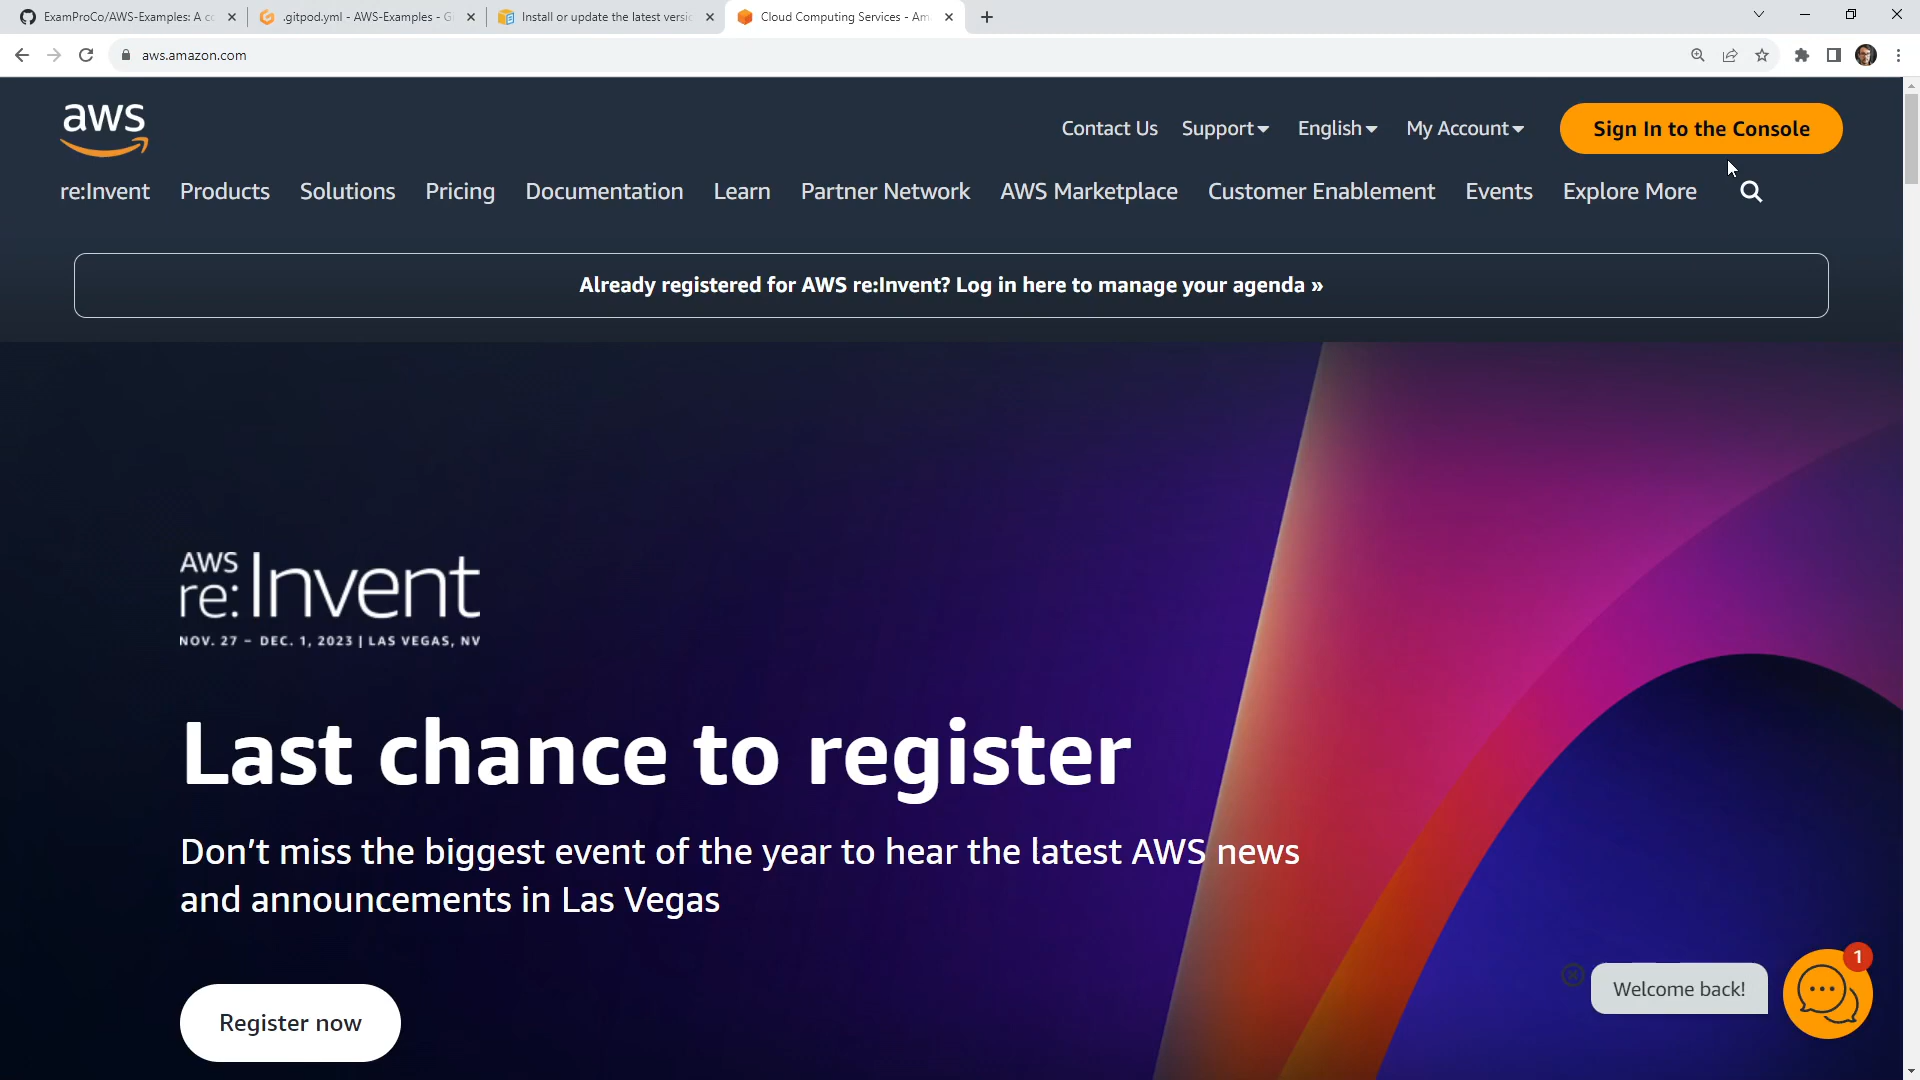 ExamProCo/AWS-Examples: A co
.gitpod.yml - AWS-Examples - G
Install or update the latest versi
Cloud Computing Services - Am
aws.amazon.com
aws
Contact Us
Support
English
My Account
Sign In to the Console
re:Invent
Products
Solutions
Pricing
Documentation
Learn
Partner Network
AWS Marketplace
Customer Enablement
Events
Explore More
Already registered for AWS re:Invent? Log in here to manage your agenda »
AWS
re:Invent
NOV. 27 – DEC. 1, 2023 | LAS VEGAS, NV
Last chance to register
Don’t miss the biggest event of the year to hear the latest AWS news
and announcements in Las Vegas
Register now
Welcome back!
1